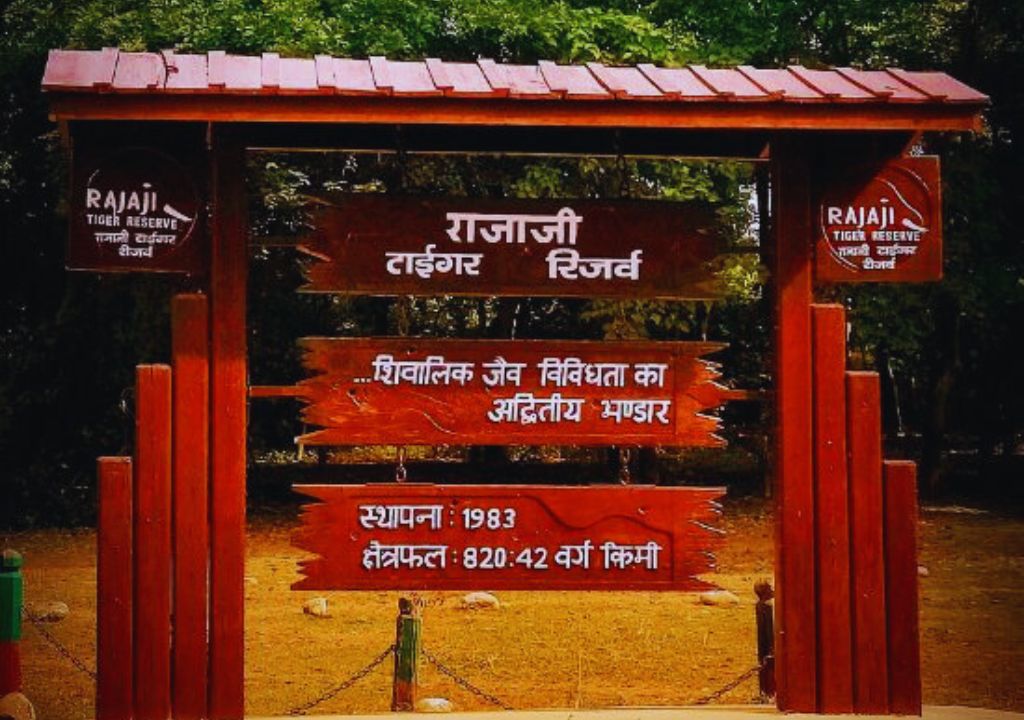 RAJAJI
TIGER RESERVE
राजाजी टाईगर
रिजर्व
राजाजी
टाईगर रिजर्व
...शिवालिक जैव विविधता का
अद्वितीय भण्डार
स्थापना : 1983
क्षेत्रफल : 820.42 वर्ग किमी
RAJAJI
TIGER RESERVE
राजाजी टाईगर
रिजर्व